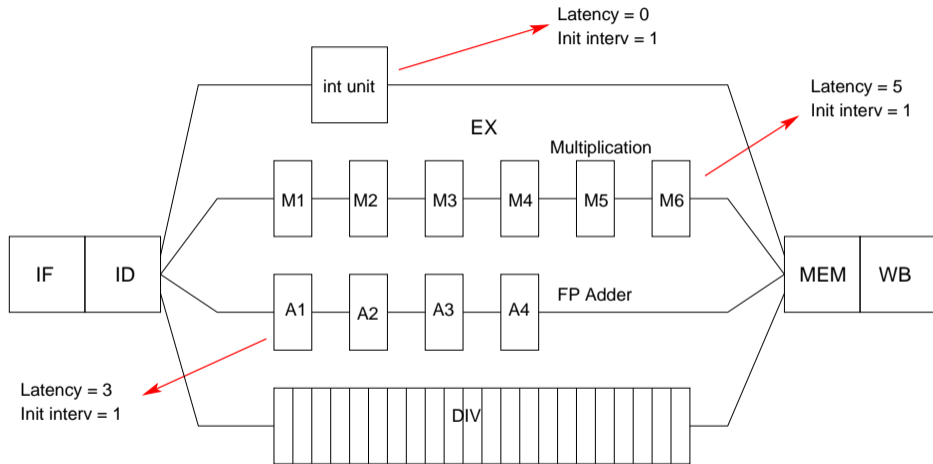 Latency = 0
Init interv = 1
int unit
Latency = 5
Init interv = 1
EX
Multiplication
M1 M2 M3 M4 M5 M6
IF ID MEM WB
A1 A2 A3 A4 FP Adder
Latency = 3
Init interv = 1
DIV